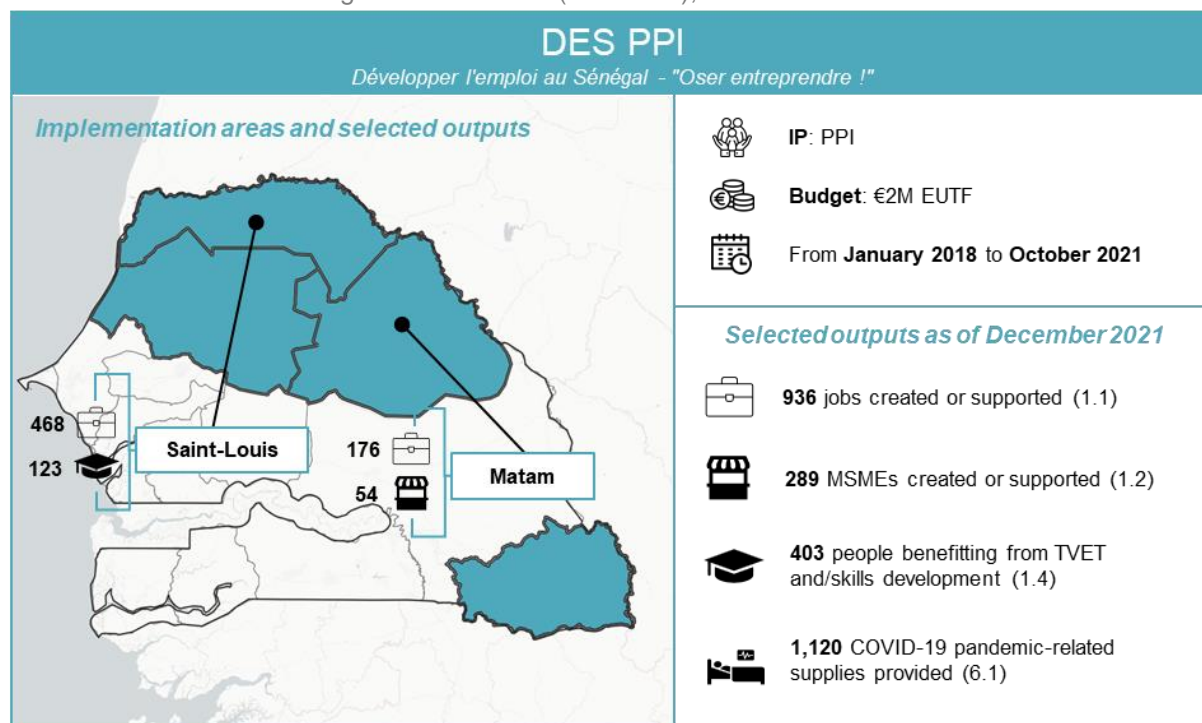 DES PPI
Développer l'emploi au Sénégal - "Oser entreprendre !"
Implementation areas and selected outputs
468
123
Saint-Louis
176
54
Matam
IP: PPI
Budget: €2M EUTF
From January 2018 to October 2021
Selected outputs as of December 2021
936 jobs created or supported (1.1)
289 MSMEs created or supported (1.2)
403 people benefitting from TVET
and/skills development (1.4)
1,120 COVID-19 pandemic-related
supplies provided (6.1)